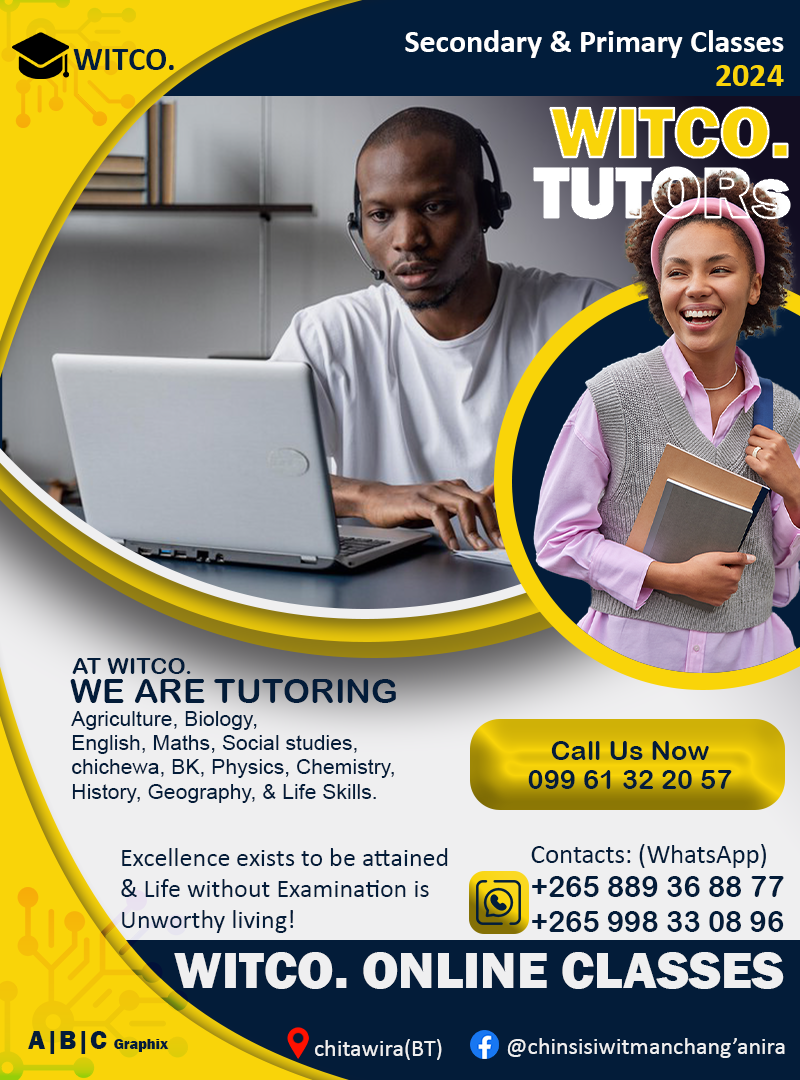 WITCO.
Secondary & Primary Classes
2024
WITCO.
TUTORs
AT WITCO.
WE ARE TUTORING
Agriculture, Biology,
English, Maths, Social studies,
chichewa, BK, Physics, Chemistry,
History, Geography, & Life Skills.
Call Us Now
099 61 32 20 57
Excellence exists to be attained
& Life without Examination is
Unworthy living!
Contacts: (WhatsApp)
+265 889 36 88 77
+265 998 33 08 96
WITCO. ONLINE CLASSES
A|B|C Graphix
chitawira(BT)
@chinsisiwitmanchang’anira